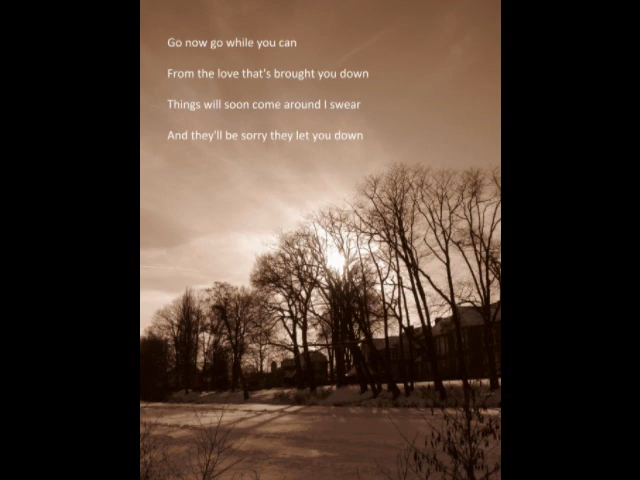 Go now go while you can
From the love that's brought you down
Things will soon come around I swear
And they'll be sorry they let you down